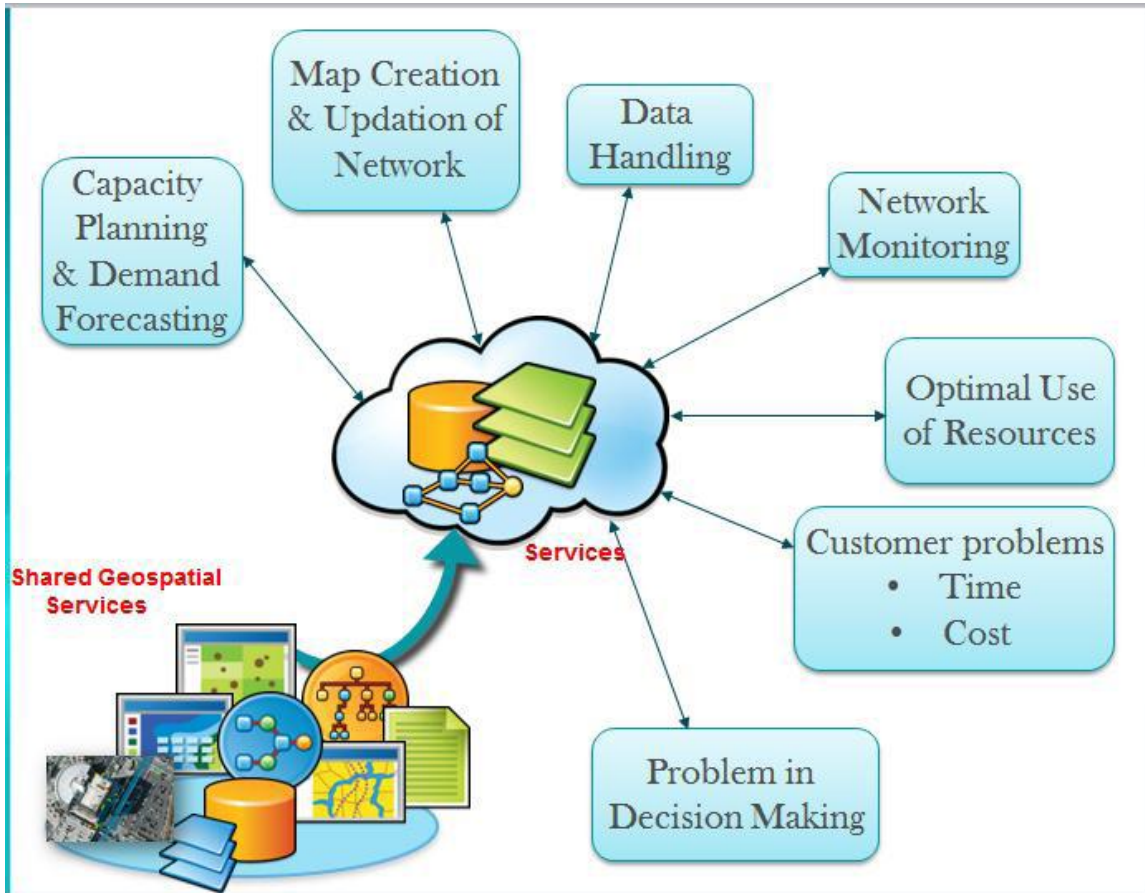 Map Creation
& Updation of
Network
Data
Handling
Capacity
Planning
& Demand
Forecasting
Network
Monitoring
Optimal Use
of Resources
Customer problems
• Time
• Cost
Services
Shared Geospatial
Services
Problem in
Decision Making